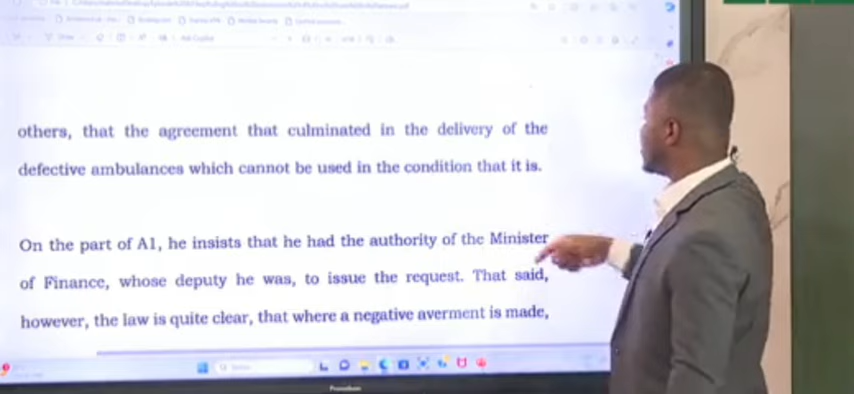 others, that the agreement that culminated in the delivery of the
defective ambulances which cannot be used in the condition that it is.
On the part of A1, he insists that he had the authority of the Minister
of Finance, whose deputy he was, to issue the request. That said,
however, the law is quite clear, that where a negative averment is made,